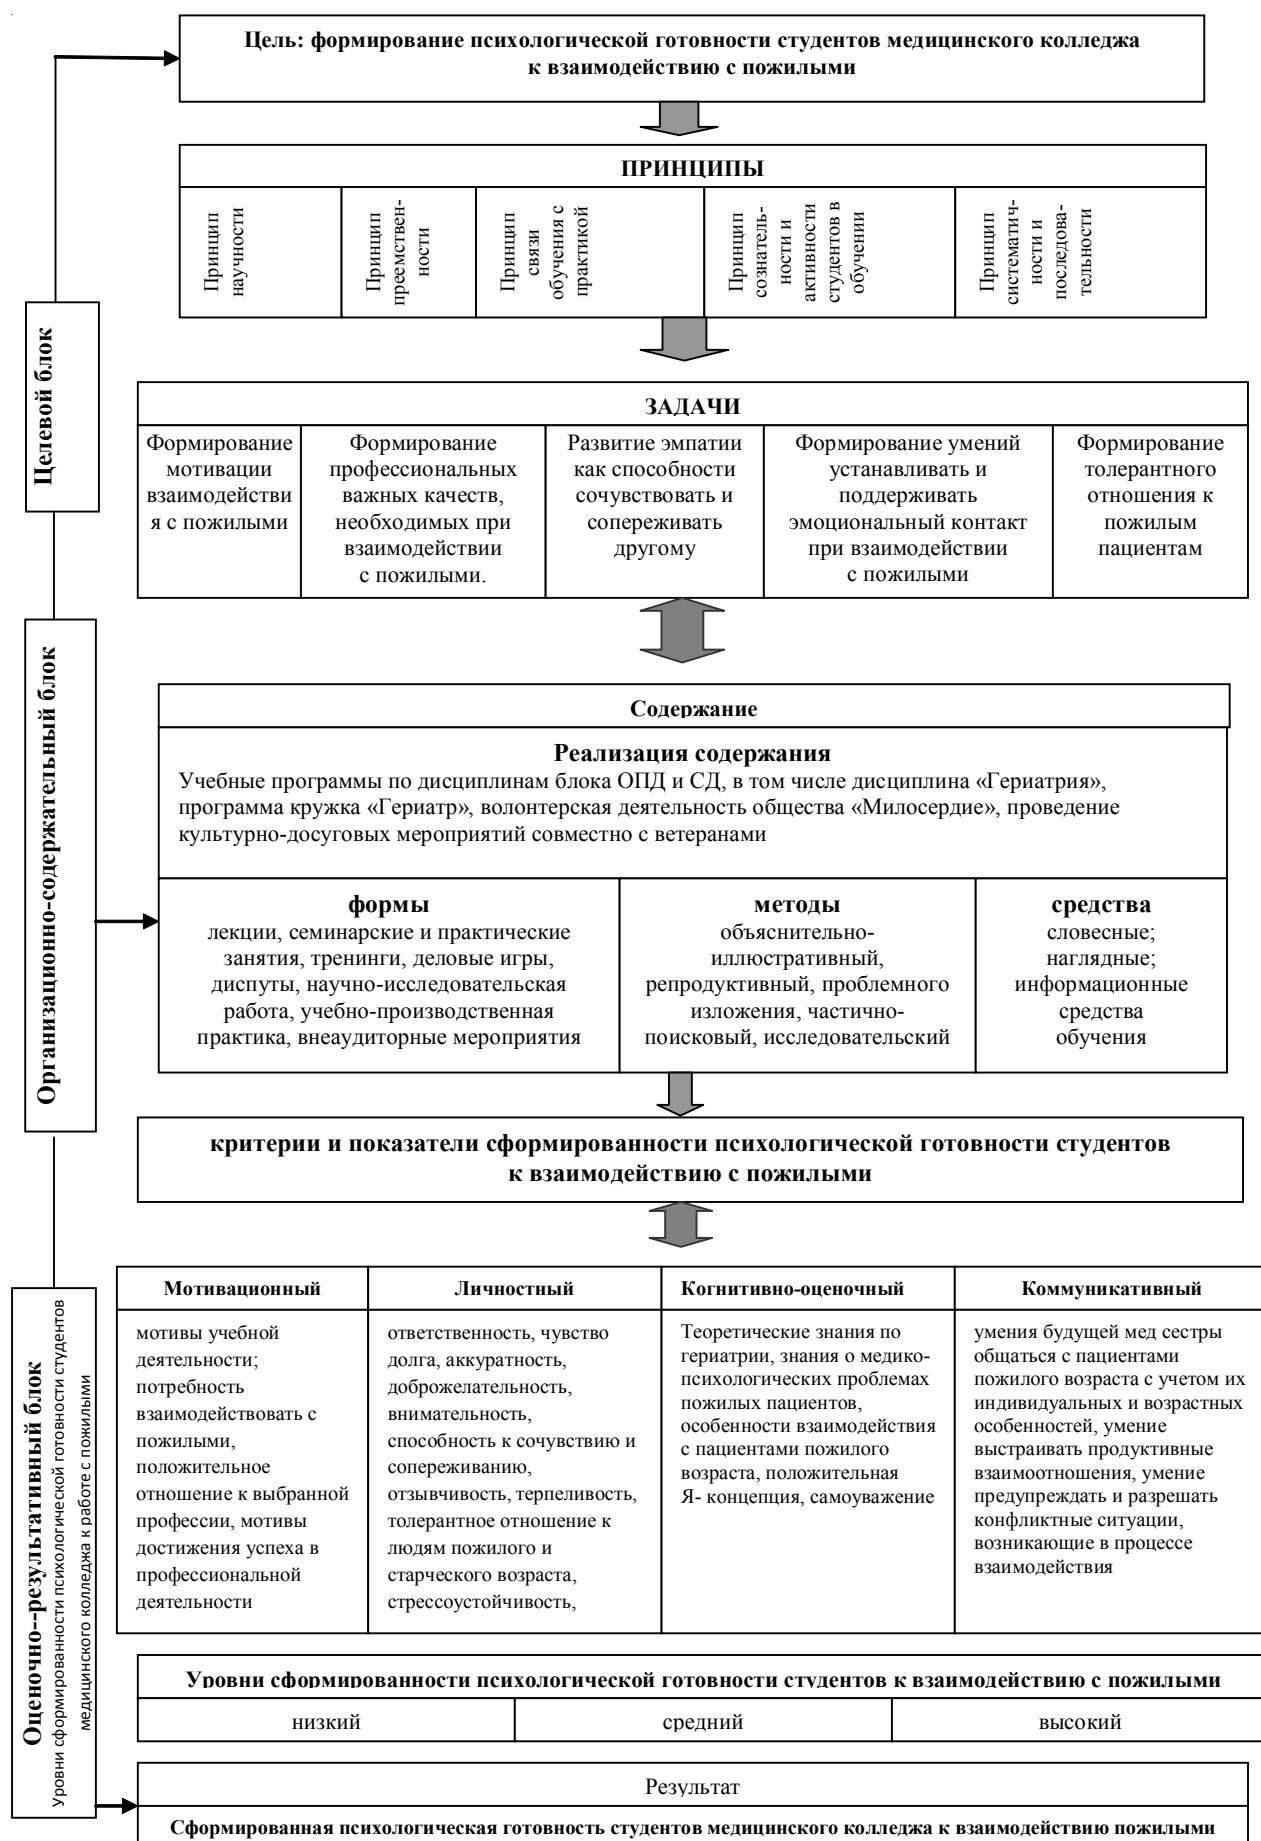 Цель: формирование психологической готовности студентов медицинского колледжа
к взаимодействию с пожилыми
ПРИНЦИПЫ
Принцип
научности
Принцип
преемствен-
ности
Принцип
связи
обучения с
практикой
Принцип
сознатель-
ности и
активности
студентов в
обучении
Принцип
систематич-
ности и
последова-
тельности
Целевой блок
ЗАДАЧИ
Формирование
мотивации
взаимодействи
я с пожилыми
Формирование
профессиональных
важных качеств,
необходимых при
взаимодействии
с пожилыми.
Развитие эмпатии
как способности
сочувствовать и
сопереживать
другому
Формирование умений
устанавливать и
поддерживать
эмоциональный контакт
при взаимодействии
с пожилыми
Формирование
толерантного
отношения к
пожилым
пациентам
Организационно-содержательный блок
Содержание
Реализация содержания
Учебные программы по дисциплинам блока ОПД и СД, в том числе дисциплина «Гериатрия»,
программа кружка «Гериатр», волонтерская деятельность общества «Милосердие», проведение
культурно-досуговых мероприятий совместно с ветеранами
формы
лекции, семинарские и практические
занятия, тренинги, деловые игры,
диспуты, научно-исследовательская
работа, учебно-производственная
практика, внеаудиторные мероприятия
методы
объяснительно-
иллюстративный,
репродуктивный, проблемного
изложения, частично-
поисковый, исследовательский
средства
словесные;
наглядные;
информационные
средства
обучения
критерии и показатели сформированности психологической готовности студентов
к взаимодействию с пожилыми
Оценочно--результативный блок
Уровни сформированности психологической готовности студентов
медицинского колледжа к работе с пожилыми
Мотивационный
мотивы учебной
деятельности;
потребность
взаимодействовать с
пожилыми,
положительное
отношение к выбранной
профессии, мотивы
достижения успеха в
профессиональной
деятельности
Личностный
ответственность, чувство
долга, аккуратность,
доброжелательность,
внимательность,
способность к сочувствию и
сопереживанию,
отзывчивость, терпеливость,
толерантное отношение к
людям пожилого и
старческого возраста,
стрессоустойчивость,
Когнитивно-оценочный
Теоретические знания по
гериатрии, знания о медико-
психологических проблемах
пожилых пациентов,
особенности взаимодействия
с пациентами пожилого
возраста, положительная
Я- концепция, самоуважение
Коммуникативный
умения будущей мед сестры
общаться с пациентами
пожилого возраста с учетом их
индивидуальных и возрастных
особенностей, умение
выстраивать продуктивные
взаимоотношения, умение
предупреждать и разрешать
конфликтные ситуации,
возникающие в процессе
взаимодействия
Уровни сформированности психологической готовности студентов к взаимодействию с пожилыми
низкий
средний
высокий
Результат
Сформированная психологическая готовность студентов медицинского колледжа к взаимодействию пожилыми